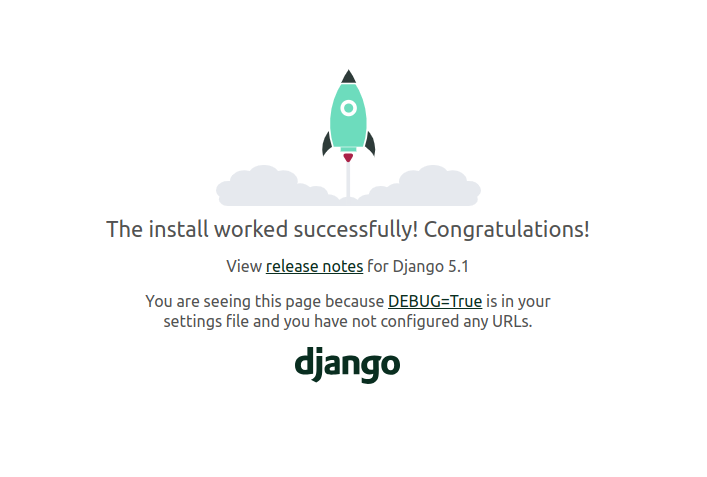 The install worked successfully! Congratulations!
View release notes for Django 5.1
You are seeing this page because DEBUG=True is in your
settings file and you have not configured any URLs.
django